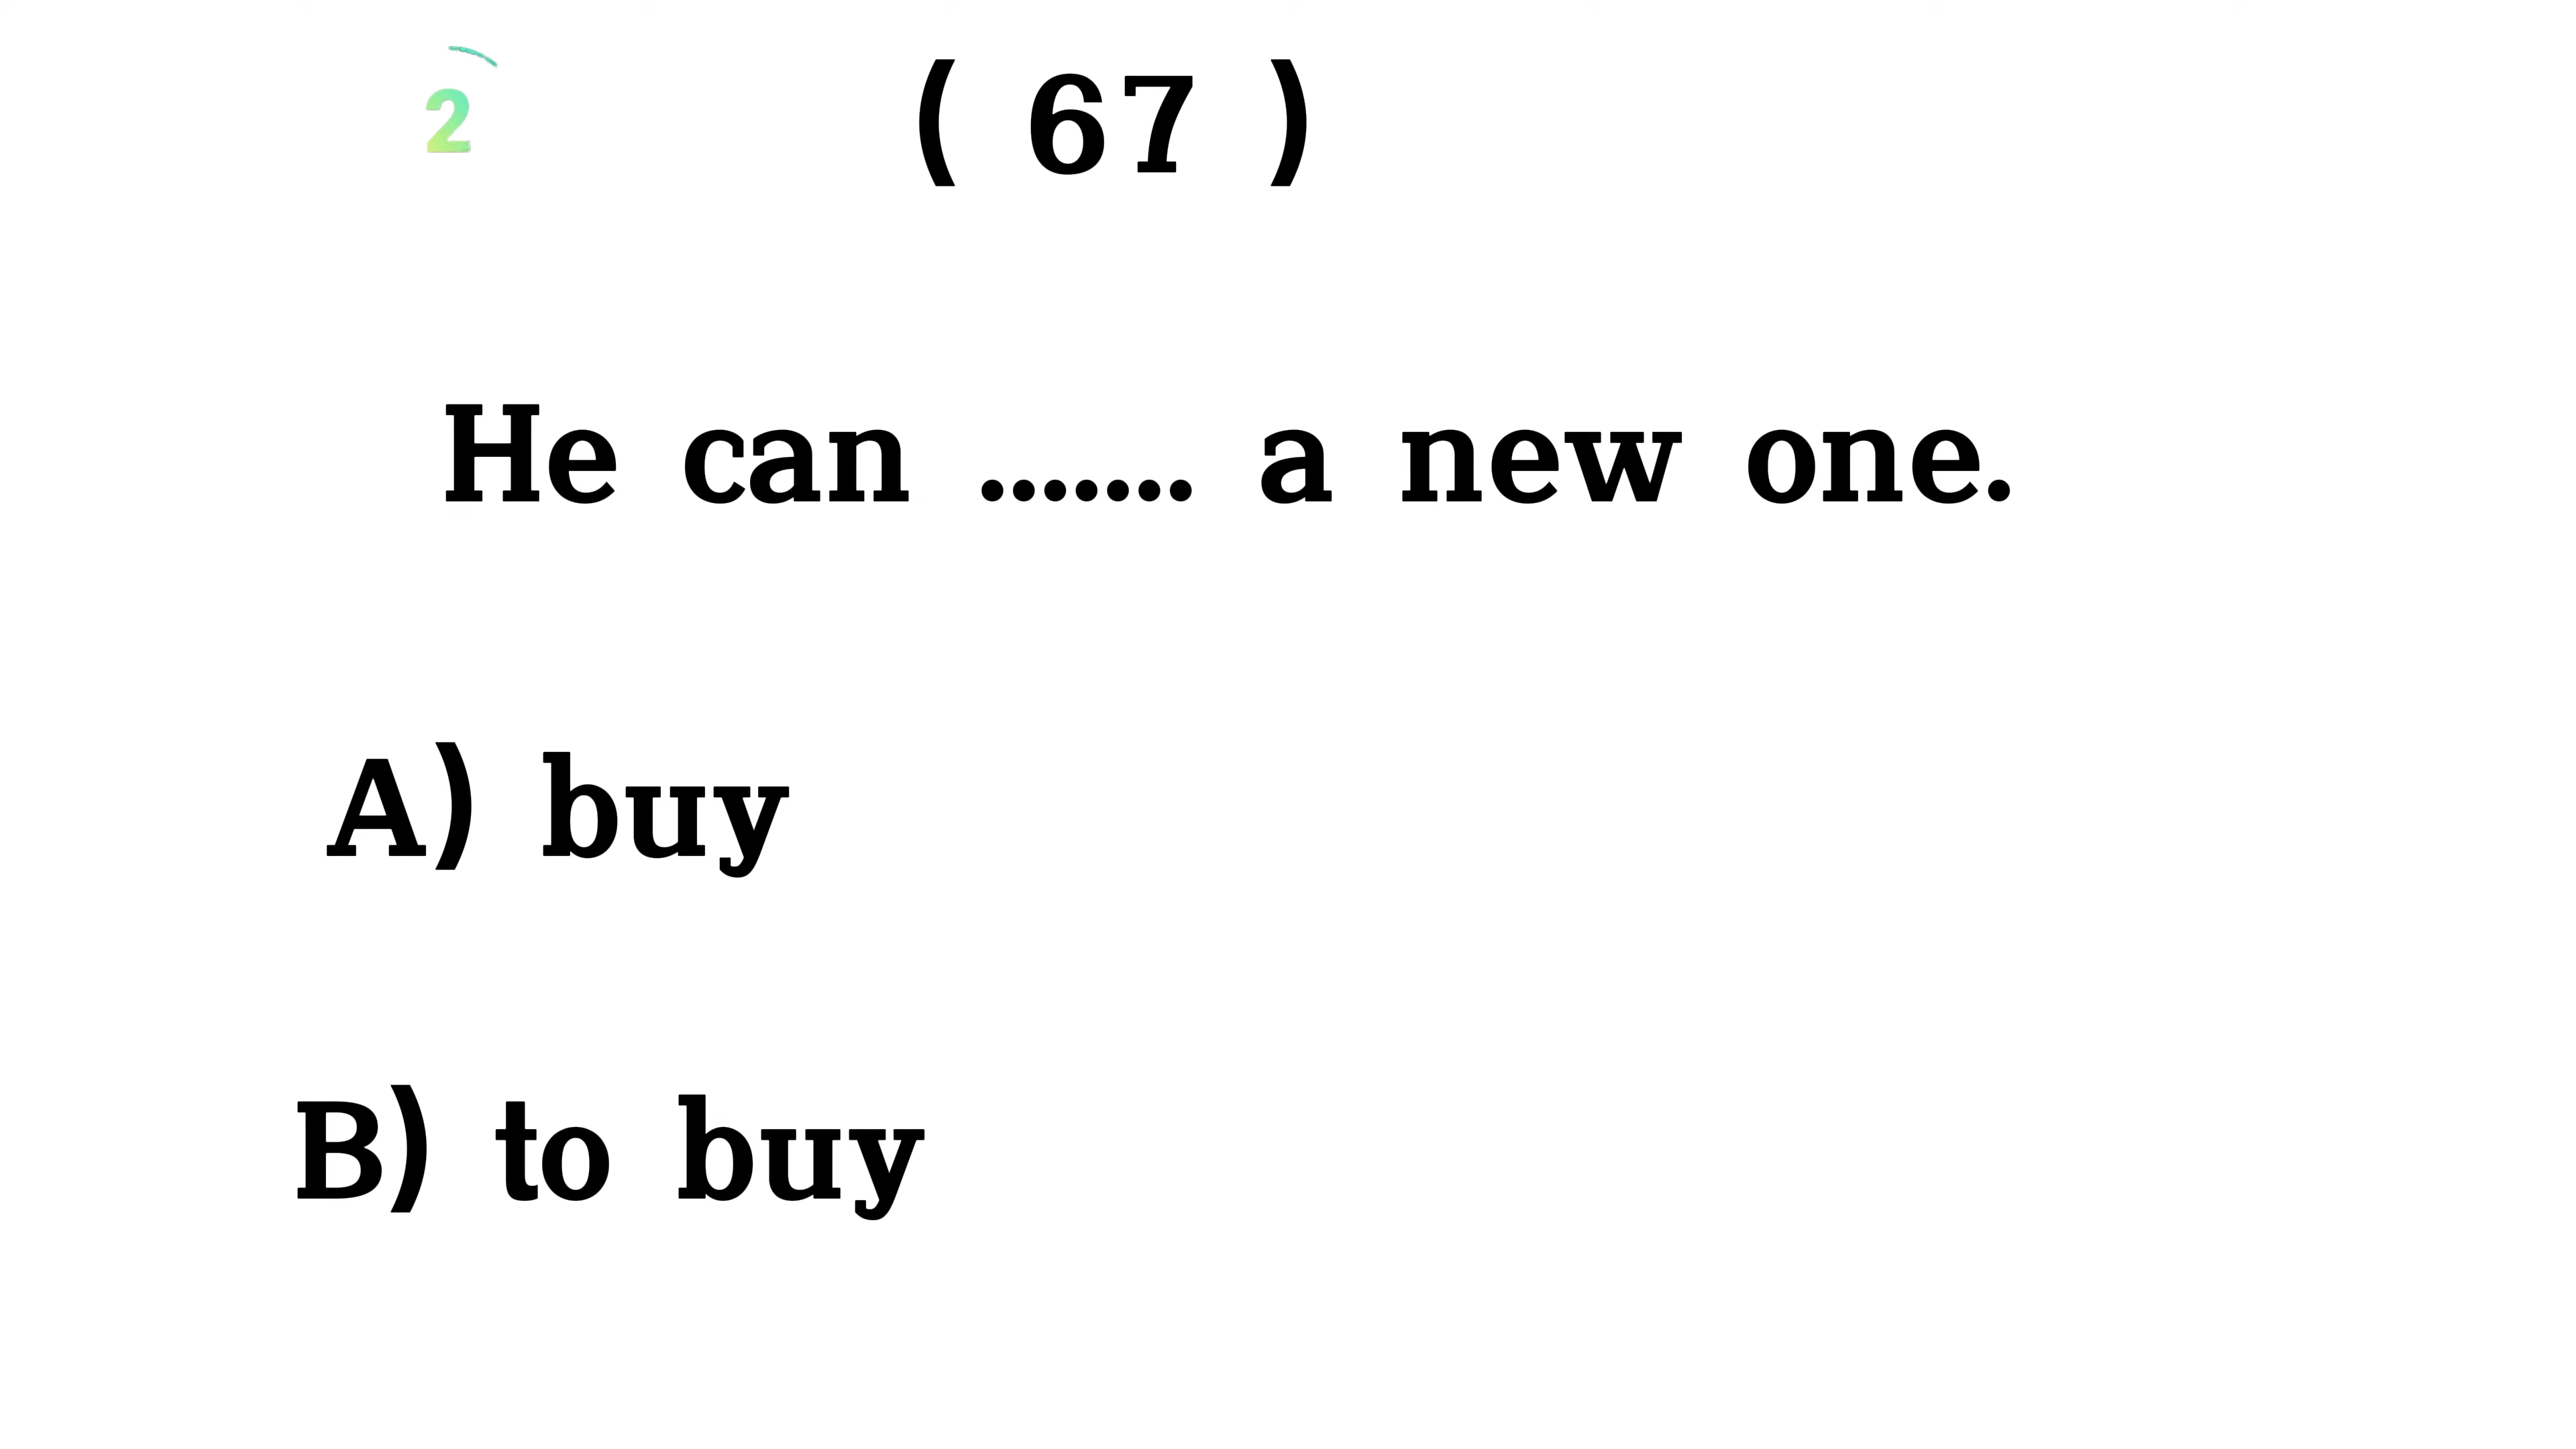 2
( 67 )
He can ....... a new one.
A) buy
B) to buy